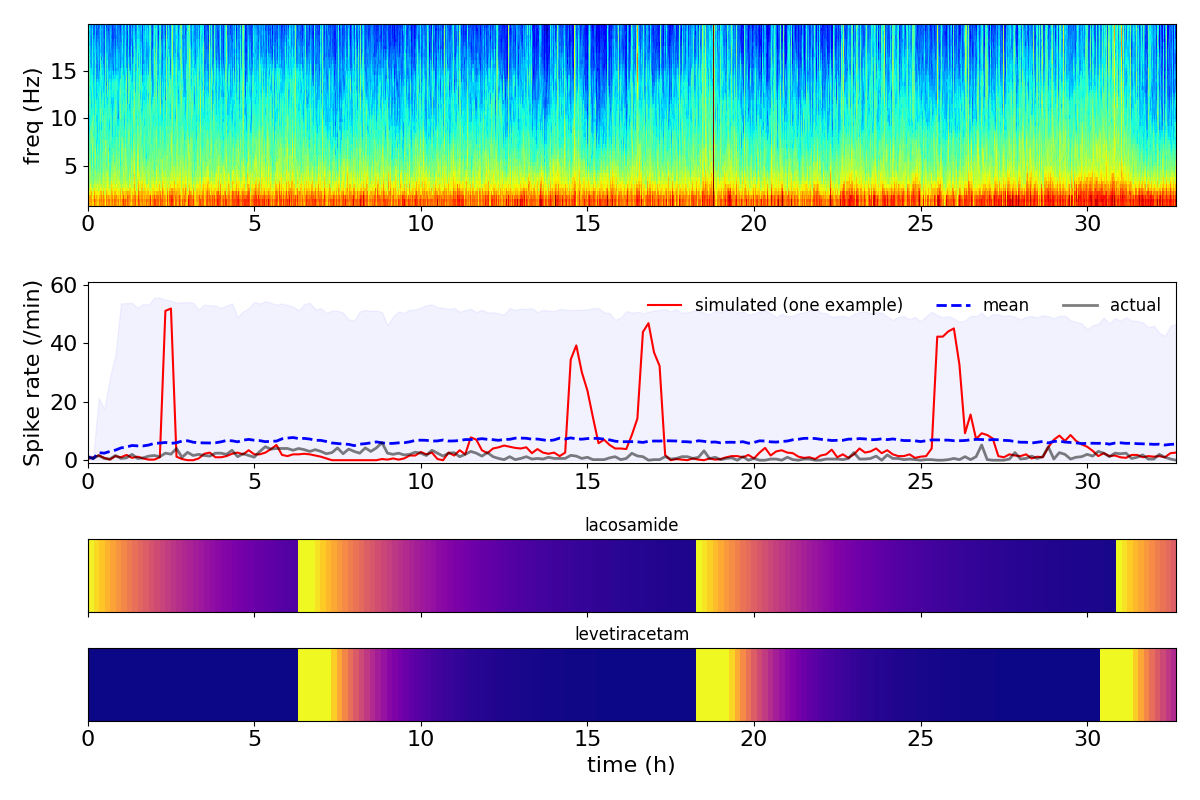 freq (Hz)
15
10
5
0 5 10 15 20 25 30
Spike rate (/min)
60
40
20
0
simulated (one example) mean actual
0 5 10 15 20 25 30
lacosamide
levetiracetam
0 5 10 15 20 25 30
time (h)